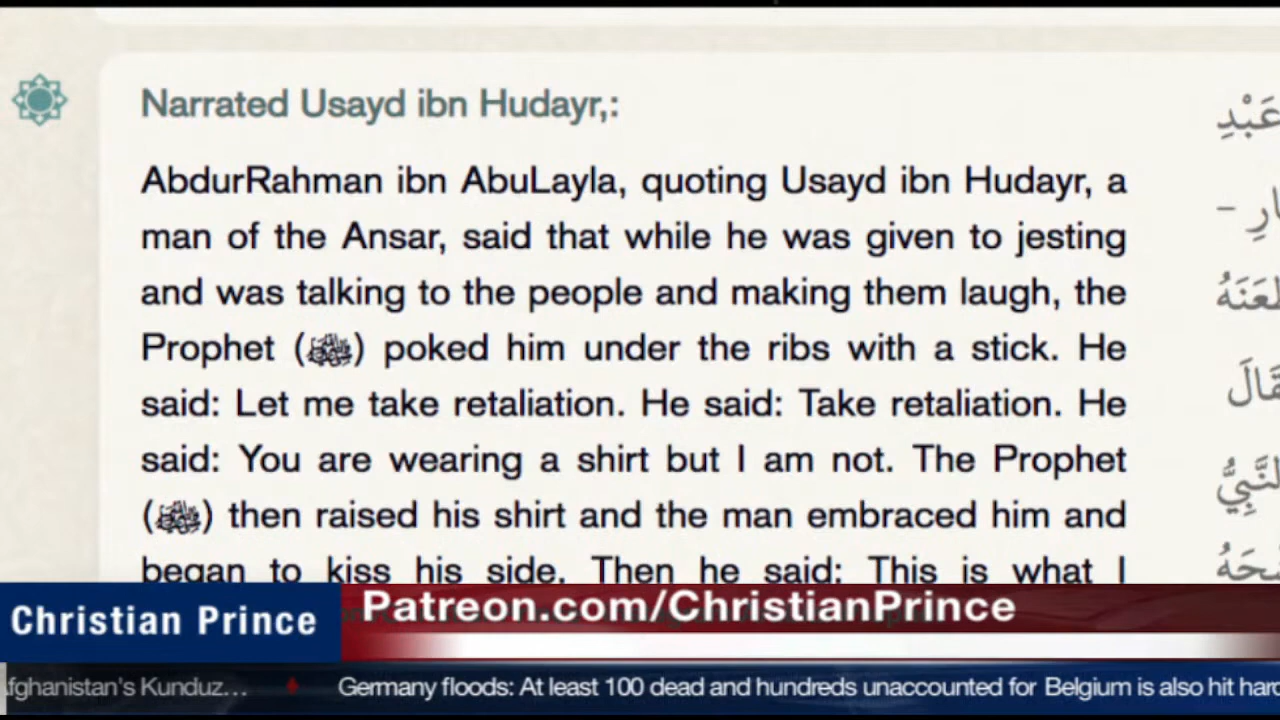 Narrated Usayd ibn Hudayr,:
AbdurRahman ibn AbuLayla, quoting Usayd ibn Hudayr, a
man of the Ansar, said that while he was given to jesting
and was talking to the people and making them laugh, the
Prophet (ﷺ) poked him under the ribs with a stick. He
said: Let me take retaliation. He said: Take retaliation. He
said: You are wearing a shirt but I am not. The Prophet
(ﷺ) then raised his shirt and the man embraced him and
began to kiss his side. Then he said: This is what I
عَبْدِ
Christian Prince
Patreon.com/ChristianPrince
Kunduz... ♦ Germany floods: At least 100 dead and hundreds unaccounted for Belgium is also hit